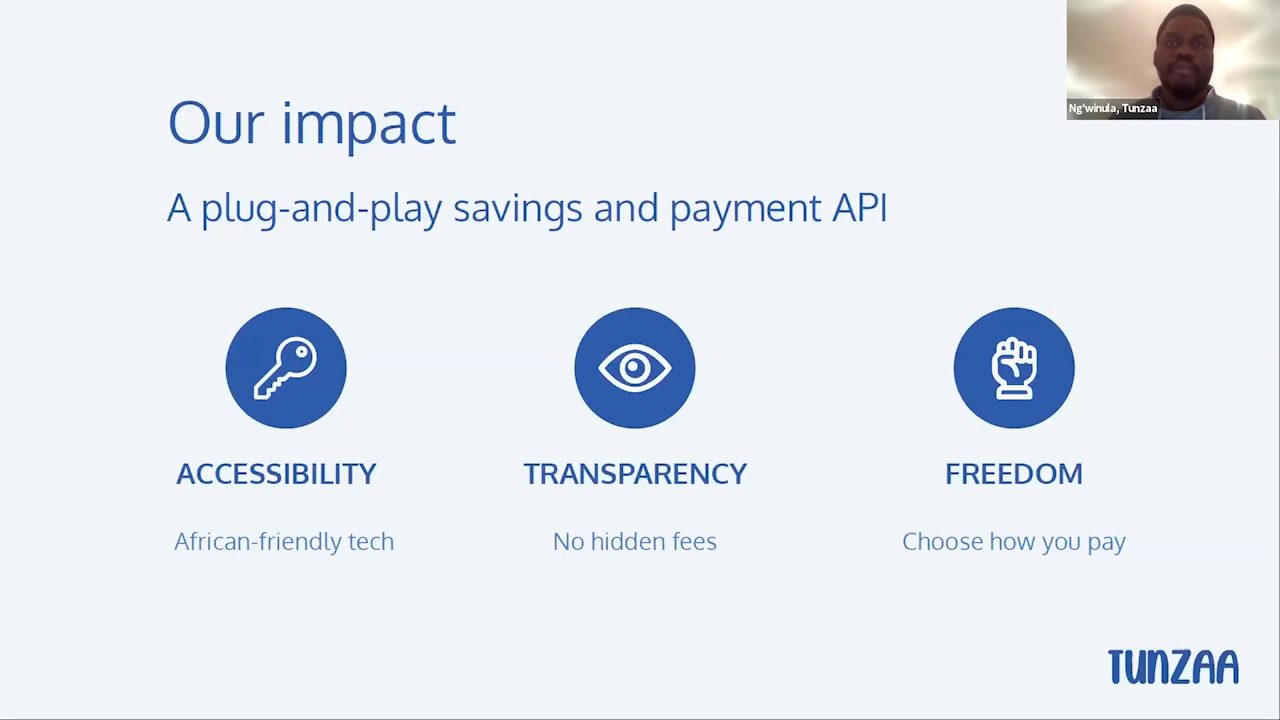 Our impact
Ng'winula, Tunzaa
A plug-and-play savings and payment API
ACCESSIBILITY
TRANSPARENCY
FREEDOM
African-friendly tech
No hidden fees
Choose how you pay
TUNZAA